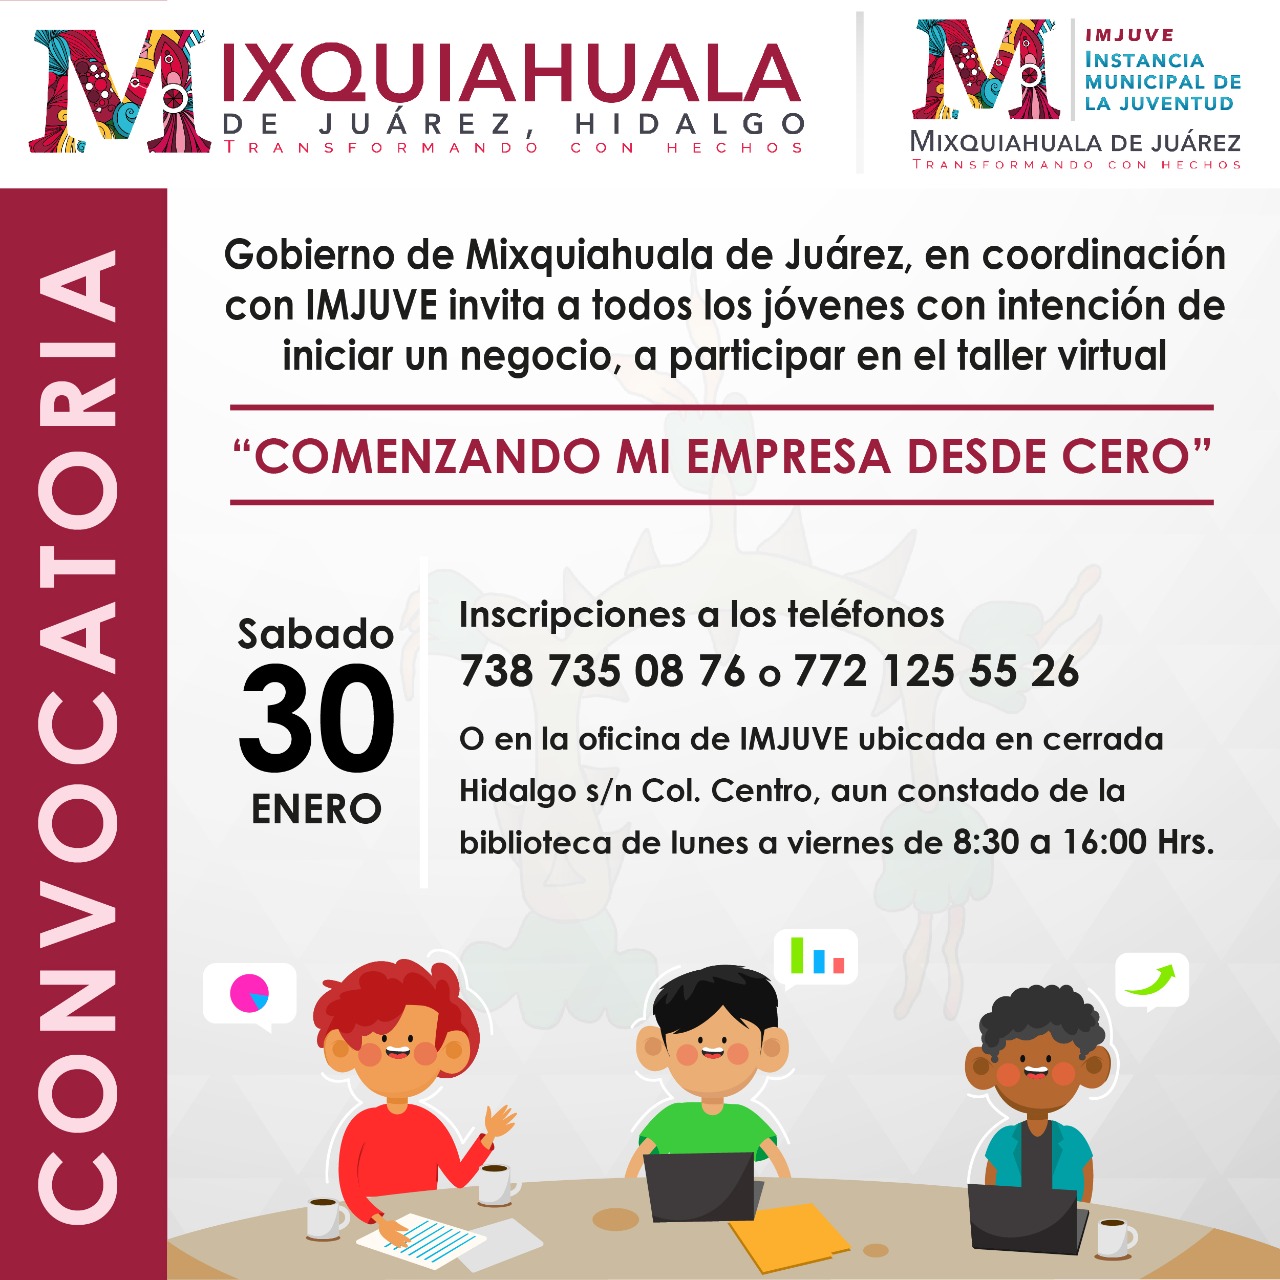 MIXQUIAHUALA
DE JUÁREZ, HIDALGO
TRANSFORMANDO CON HECHOS
IMJUVE
INSTANCIA
MUNICIPAL DE
LA JUVENTUD
MIXQUIAHUALA DE JUÁREZ
TRANSFORMANDO CON HECHOS
CONVOCATORIA
Gobierno de Mixquiahuala de Juárez, en coordinación
con IMJUVE invita a todos los jóvenes con intención de
iniciar un negocio, a participar en el taller virtual
“COMENZANDO MI EMPRESA DESDE CERO”
Sabado
30
ENERO
Inscripciones a los teléfonos
738 735 08 76 o 772 125 55 26
O en la oficina de IMJUVE ubicada en cerrada
Hidalgo s/n Col. Centro, aun constado de la
biblioteca de lunes a viernes de 8:30 a 16:00 Hrs.